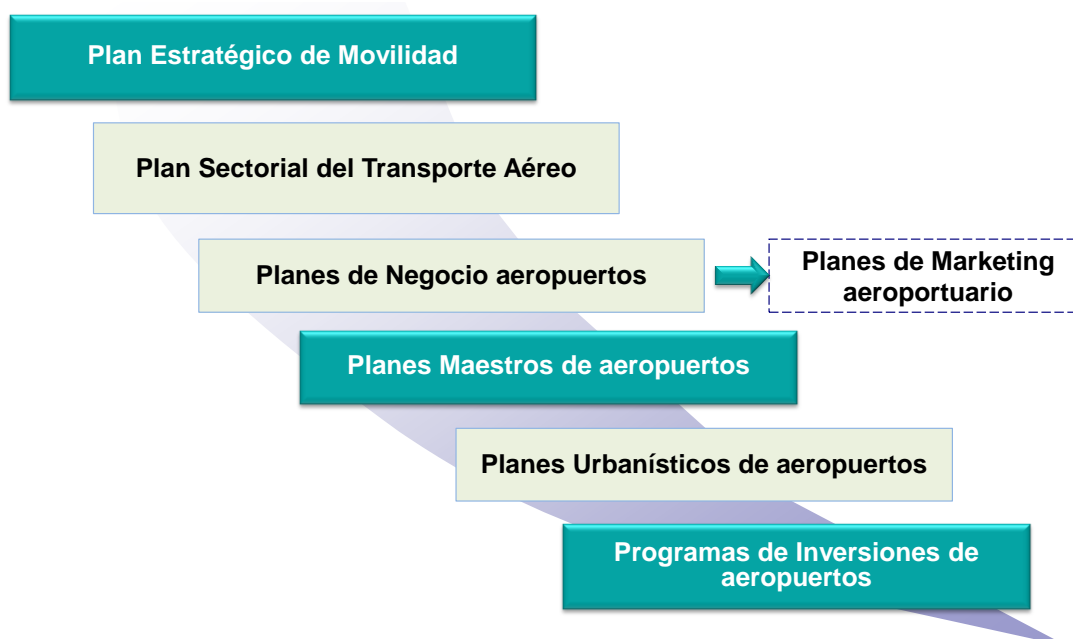 Plan Estratégico de Movilidad
Plan Sectorial del Transporte Aéreo
Planes de Negocio aeropuertos
Planes de Marketing
aeroportuario
Planes Maestros de aeropuertos
Planes Urbanísticos de aeropuertos
Programas de Inversiones de
aeropuertos